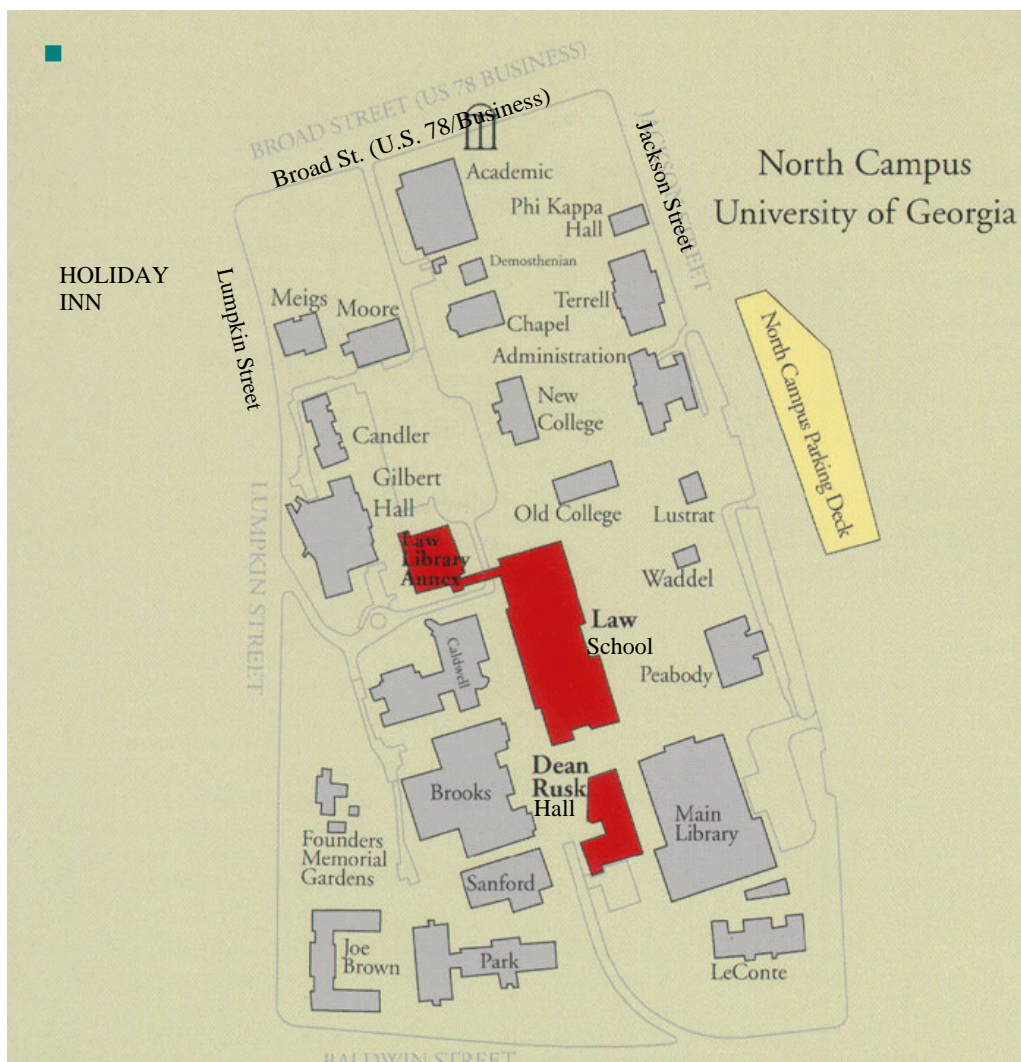 BROAD STREET (US 78 BUSINESS)
Broad St. (U.S. 78/Business)
JACKSON STREET
Jackson Street
North Campus
University of Georgia
Academic
Phi Kappa
Hall
Demosthenian
HOLIDAY
INN
Lumpkin Street
Meigs
Moore
Terrell
Chapel
Administration
North Campus Parking Deck
New
College
Candler
Gilbert
Hall
Old College
Lustrat
LUMPKIN STREET
Law
Library
Annex
Waddel
Law
School
Caldwell
Peabody
Dean
Rusk
Hall
Brooks
Main
Library
Founders
Memorial
Gardens
Sanford
Joe
Brown
Park
LeConte
BALDWIN STREET